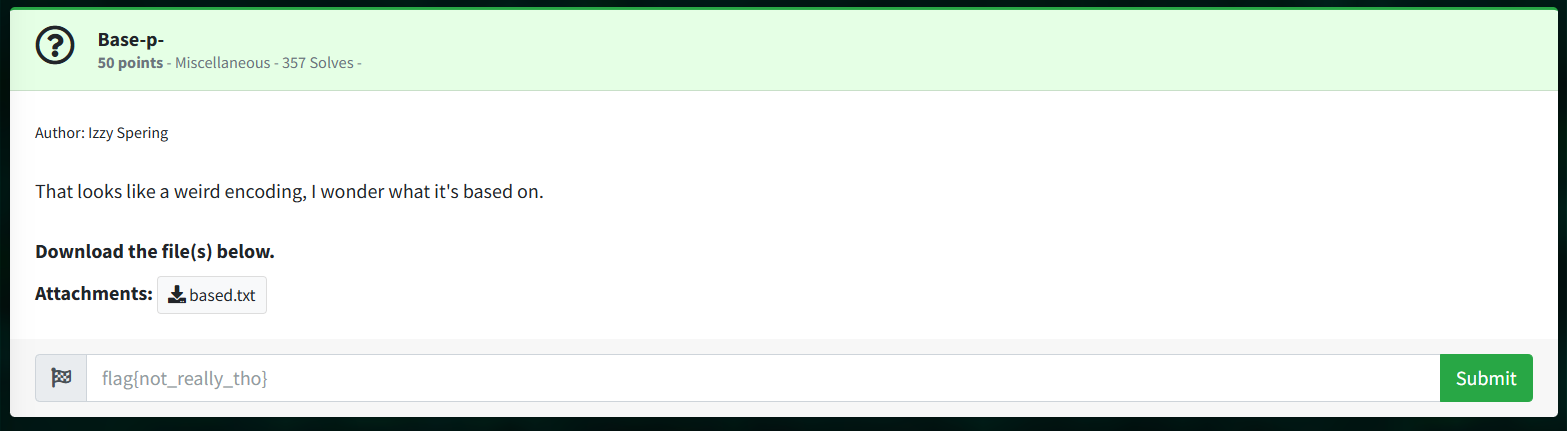 Base-p-
50 points - Miscellaneous - 357 Solves -
Author: Izzy Spering
That looks like a weird encoding, I wonder what it's based on.
Download the file(s) below.
Attachments: based.txt
flag{not_really_tho}
Submit